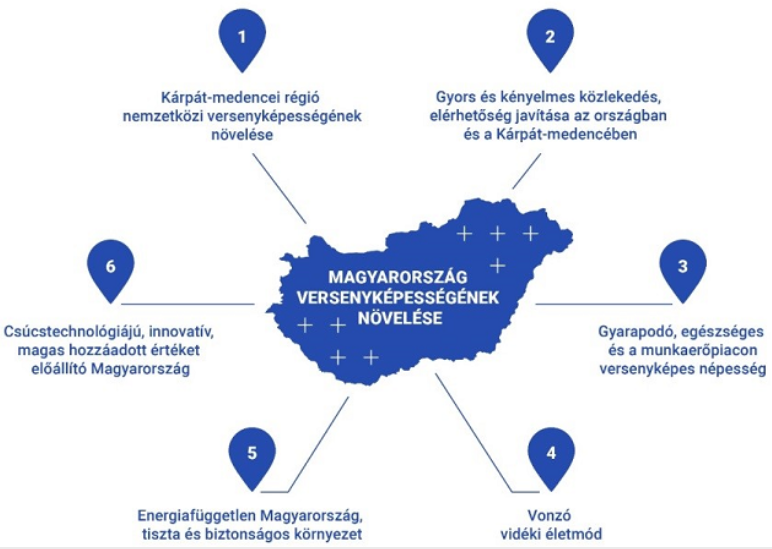 1
Kárpát-medencei régió
nemzetközi versenyképességének
növelése
2
Gyors és kényelmes közlekedés,
elérhetőség javítása az országban
és a Kárpát-medencében
MAGYARORSZÁG
VERSENYKÉPESSÉGÉNEK
NÖVELÉSE
3
Gyarapodó, egészséges
és a munkaerőpiacon
versenyképes népesség
4
Vonzó
vidéki életmód
5
Energiafüggetlen Magyarország,
tiszta és biztonságos környezet
6
Csúcstechnológiájú, innovatív,
magas hozzáadott értéket
előállító Magyarország